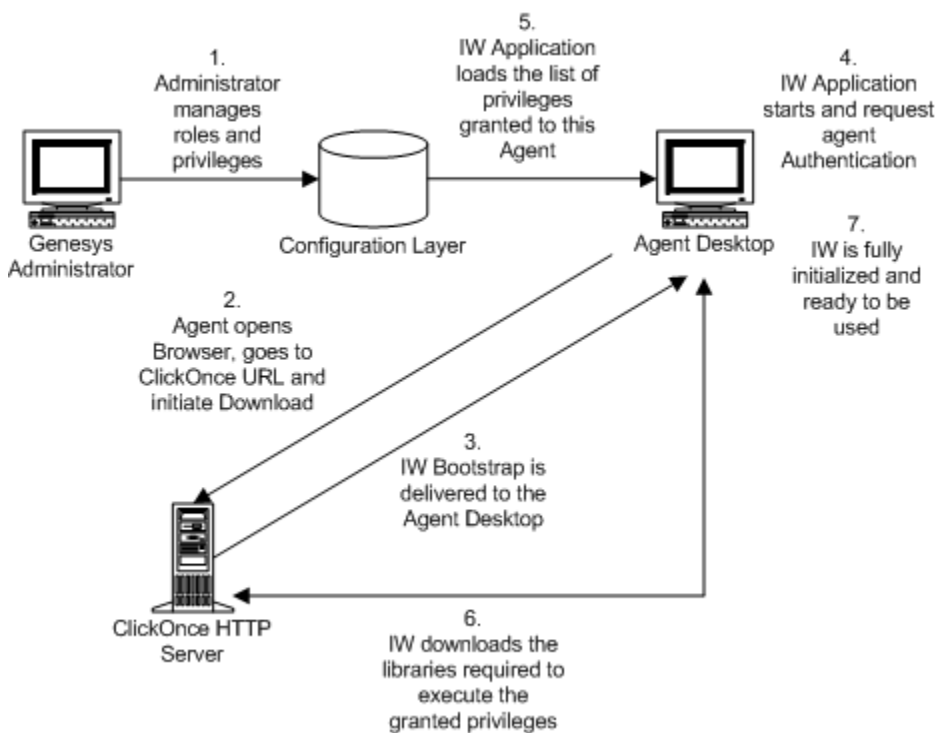 1.
Administrator
manages
roles and
privileges
5.
IW Application
loads the list of
privileges
granted to this
Agent
4.
IW Application
starts and request
agent
Authentication
Genesys
Administrator
Configuration Layer
Agent Desktop
7.
IW is fully
initialized and
ready to be
used
2.
Agent opens
Browser, goes to
ClickOnce URL and
initiate Download
3.
IW Bootstrap is
delivered to the
Agent Desktop
ClickOnce HTTP
Server
6.
IW downloads the
libraries required to
execute the
granted privileges